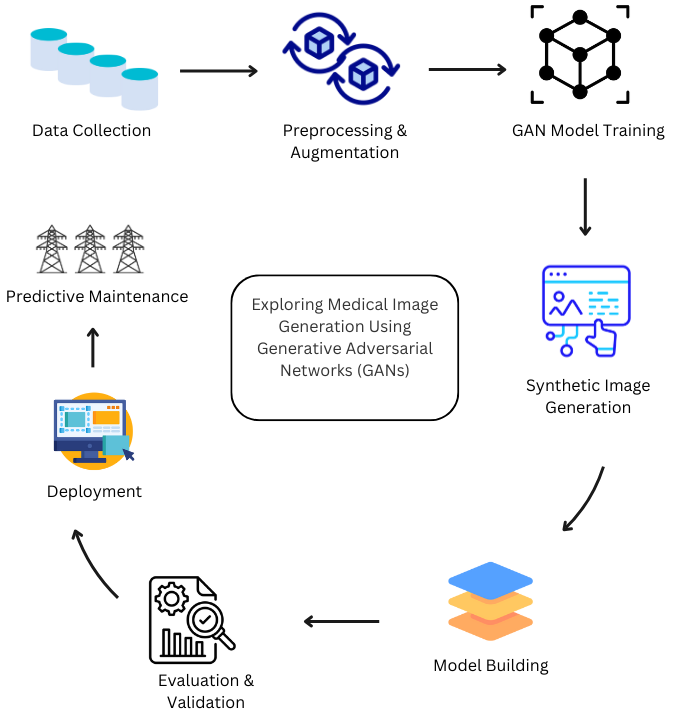 Data Collection
Preprocessing &
Augmentation
GAN Model Training
Predictive Maintenance
Exploring Medical Image
Generation Using
Generative Adversarial
Networks (GANs)
Synthetic Image
Generation
Deployment
Model Building
Evaluation &
Validation